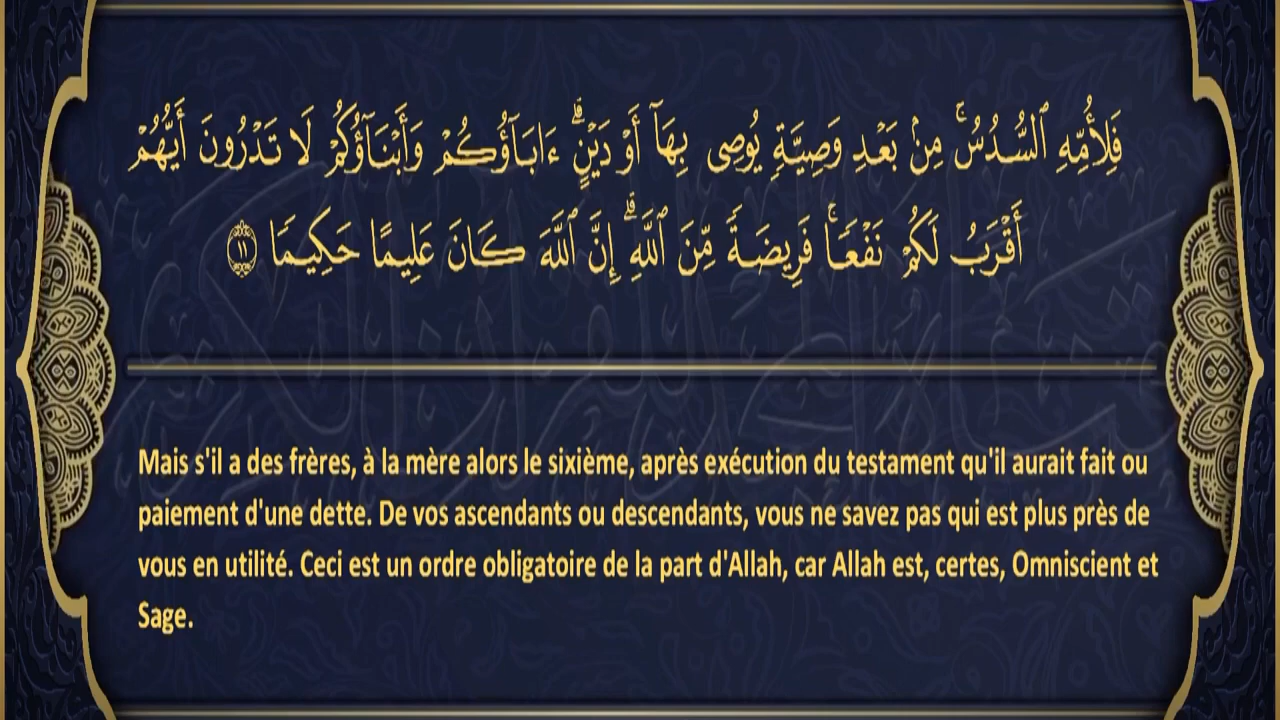 فَلِأُمِّهِ ٱلسُّدُسُۚ مِنۢ بَعۡدِ وَصِيَّةٖ يُوصِي بِهَآ أَوۡ دَيۡنٍۗ ءَابَآؤُكُمۡ وَأَبۡنَآؤُكُمۡ لَا تَدۡرُونَ أَيُّهُمۡ
أَقۡرَبُ لَكُمۡ نَفۡعٗاۚ فَرِيضَةٗ مِّنَ ٱللَّهِۗ إِنَّ ٱللَّهَ كَانَ عَلِيمًا حَكِيمٗا ١١
Mais s'il a des frères, à la mère alors le sixième, après exécution du testament qu'il aurait fait ou
paiement d'une dette. De vos ascendants ou descendants, vous ne savez pas qui est plus près de
vous en utilité. Ceci est un ordre obligatoire de la part d'Allah, car Allah est, certes, Omniscient et
Sage.